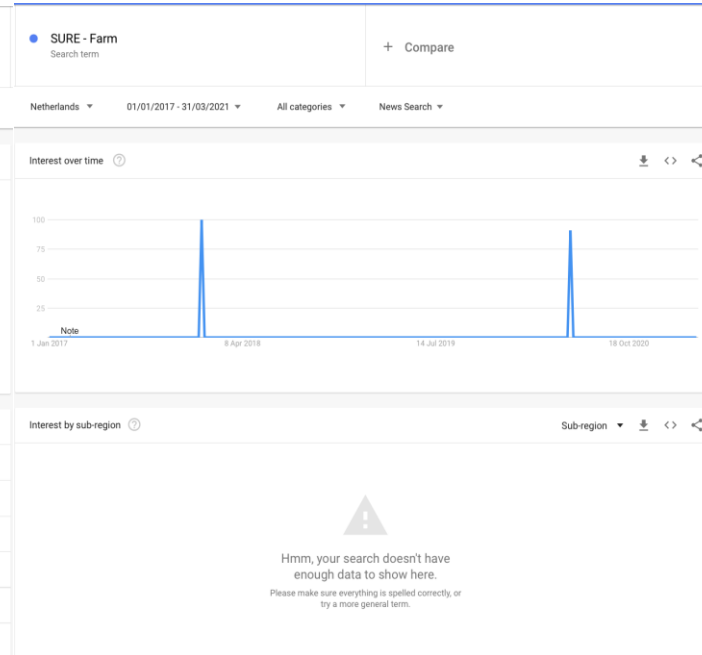 SURE - Farm
Search term
+ Compare
Netherlands
01/01/2017 - 31/03/2021
All categories
News Search
Interest over time ?
100
75
50
25
Note
1 Jan 2017
8 Apr 2018
14 Jul 2019
18 Oct 2020
Interest by sub-region ?
Sub-region
Hmm, your search doesn't have
enough data to show here.
Please make sure everything is spelled correctly, or
try a more general term.